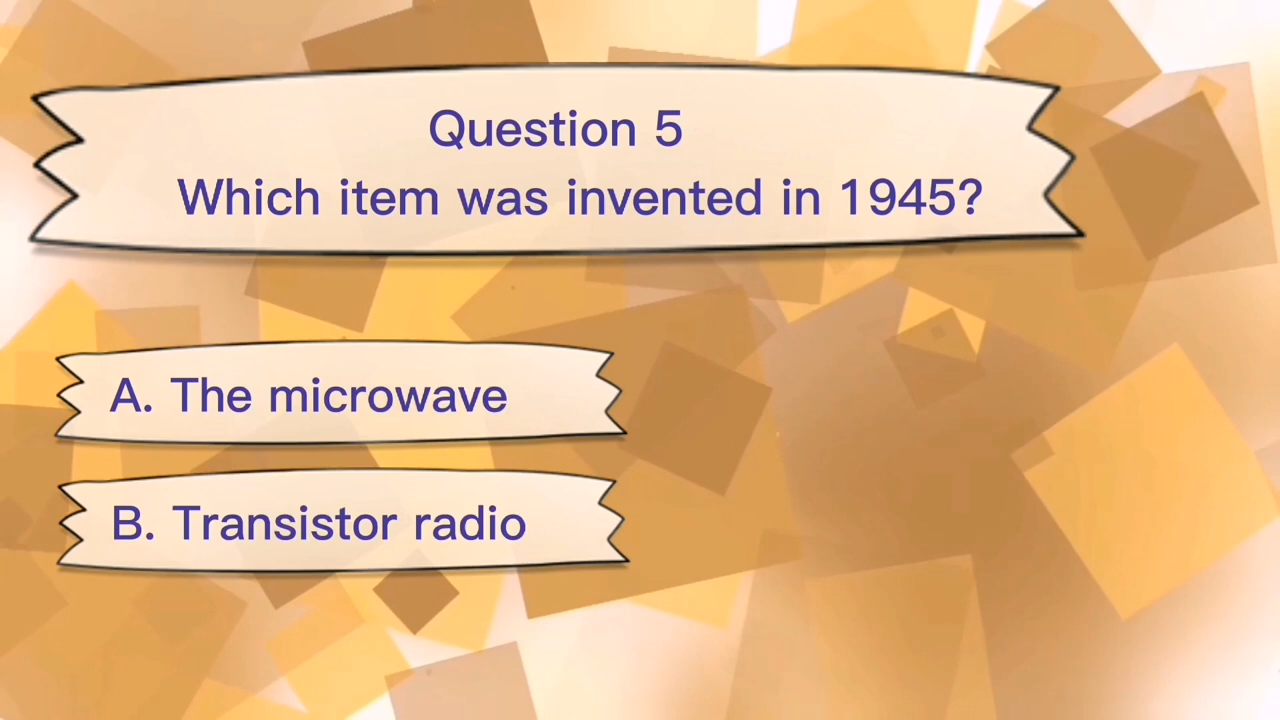 Question 5
Which item was invented in 1945?
A. The microwave
B. Transistor radio